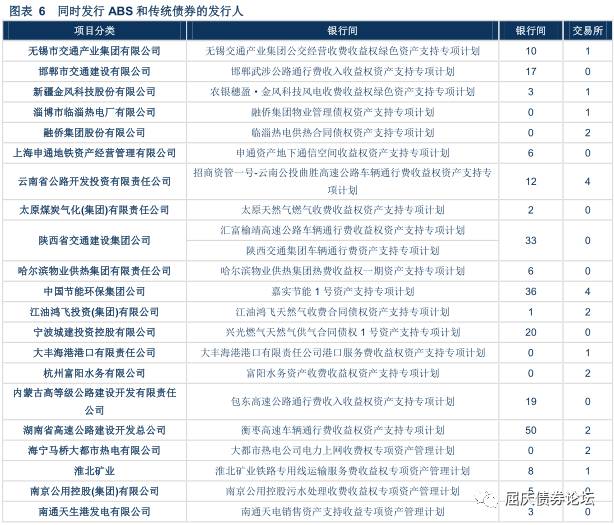 图表 6 同时发行 ABS 和传统债券的发行人
项目分类 银行间 银行间 交易所
无锡市交通产业集团有限公司 无锡交通产业集团公交经营收费收益权绿色资产支持专项计划 10 1
邯郸市交通建设有限公司 邯郸武涉公路通行费收入收益权资产支持专项计划 17 0
新疆金风科技股份有限公司 农银穗盈·金风科技风电收费收益权绿色资产支持专项计划 3 1
淄博市临淄热电厂有限公司 融侨集团物业管理债权资产支持专项计划 0 1
融侨集团股份有限公司 临淄热电供热合同债权资产支持专项计划 0 2
上海申通地铁资产经营管理有限公司 申通资产地下通信空间收益权资产支持专项计划 6 0
云南省公路开发投资有限责任公司 招商资管一号-云南公投曲胜高速公路车辆通行费收益权资产支持专
项计划 12 4
太原煤炭气化(集团)有限责任公司 太原天然气燃气收费收益权资产支持专项计划 2 0
陕西省交通建设集团公司 汇富榆靖高速公路车辆通行费收益权资产支持专项计划 33 0
陕西交通集团车辆通行费资产支持专项计划
哈尔滨物业供热集团有限责任公司 哈尔滨物业供热集团热费收益权一期资产支持专项计划 6 0
中国节能环保集团公司 嘉实节能 1 号资产支持专项计划 36 4
江油鸿飞投资(集团)有限公司 江油鸿飞天然气收费合同债权资产支持专项计划 1 2
宁波城建投资控股有限公司 兴光燃气天然气供气合同债权 1 号资产支持专项计划 20 0
大丰海港港口有限责任公司 大丰海港港口有限责任公司港口服务费收益权资产支持专项计划 0 1
杭州富阳水务有限公司 富阳水务资产收费收益权资产支持专项计划 0 2
内蒙古高等级公路建设开发有限责任
公司 包东高速公路通行费收入收益权资产支持专项计划 19 0
湖南省高速公路建设开发总公司 衡枣高速车辆通行费收益权资产支持专项计划 50 2
海宁马桥大都市热电有限公司 大都市热电公司电力上网收费权专项资产管理计划 0 2
淮北矿业 淮北矿业铁路专用线运输服务费收益权专项资产管理计划 8 1
南京公用控股(集团)有限公司 南京公用控股污水处理收费收益权专项资产管理计划 5 0
南通天生港发电有限公司 南通天电销售资产支持收益专项资产管理计划 3 0
屈庆债券论坛